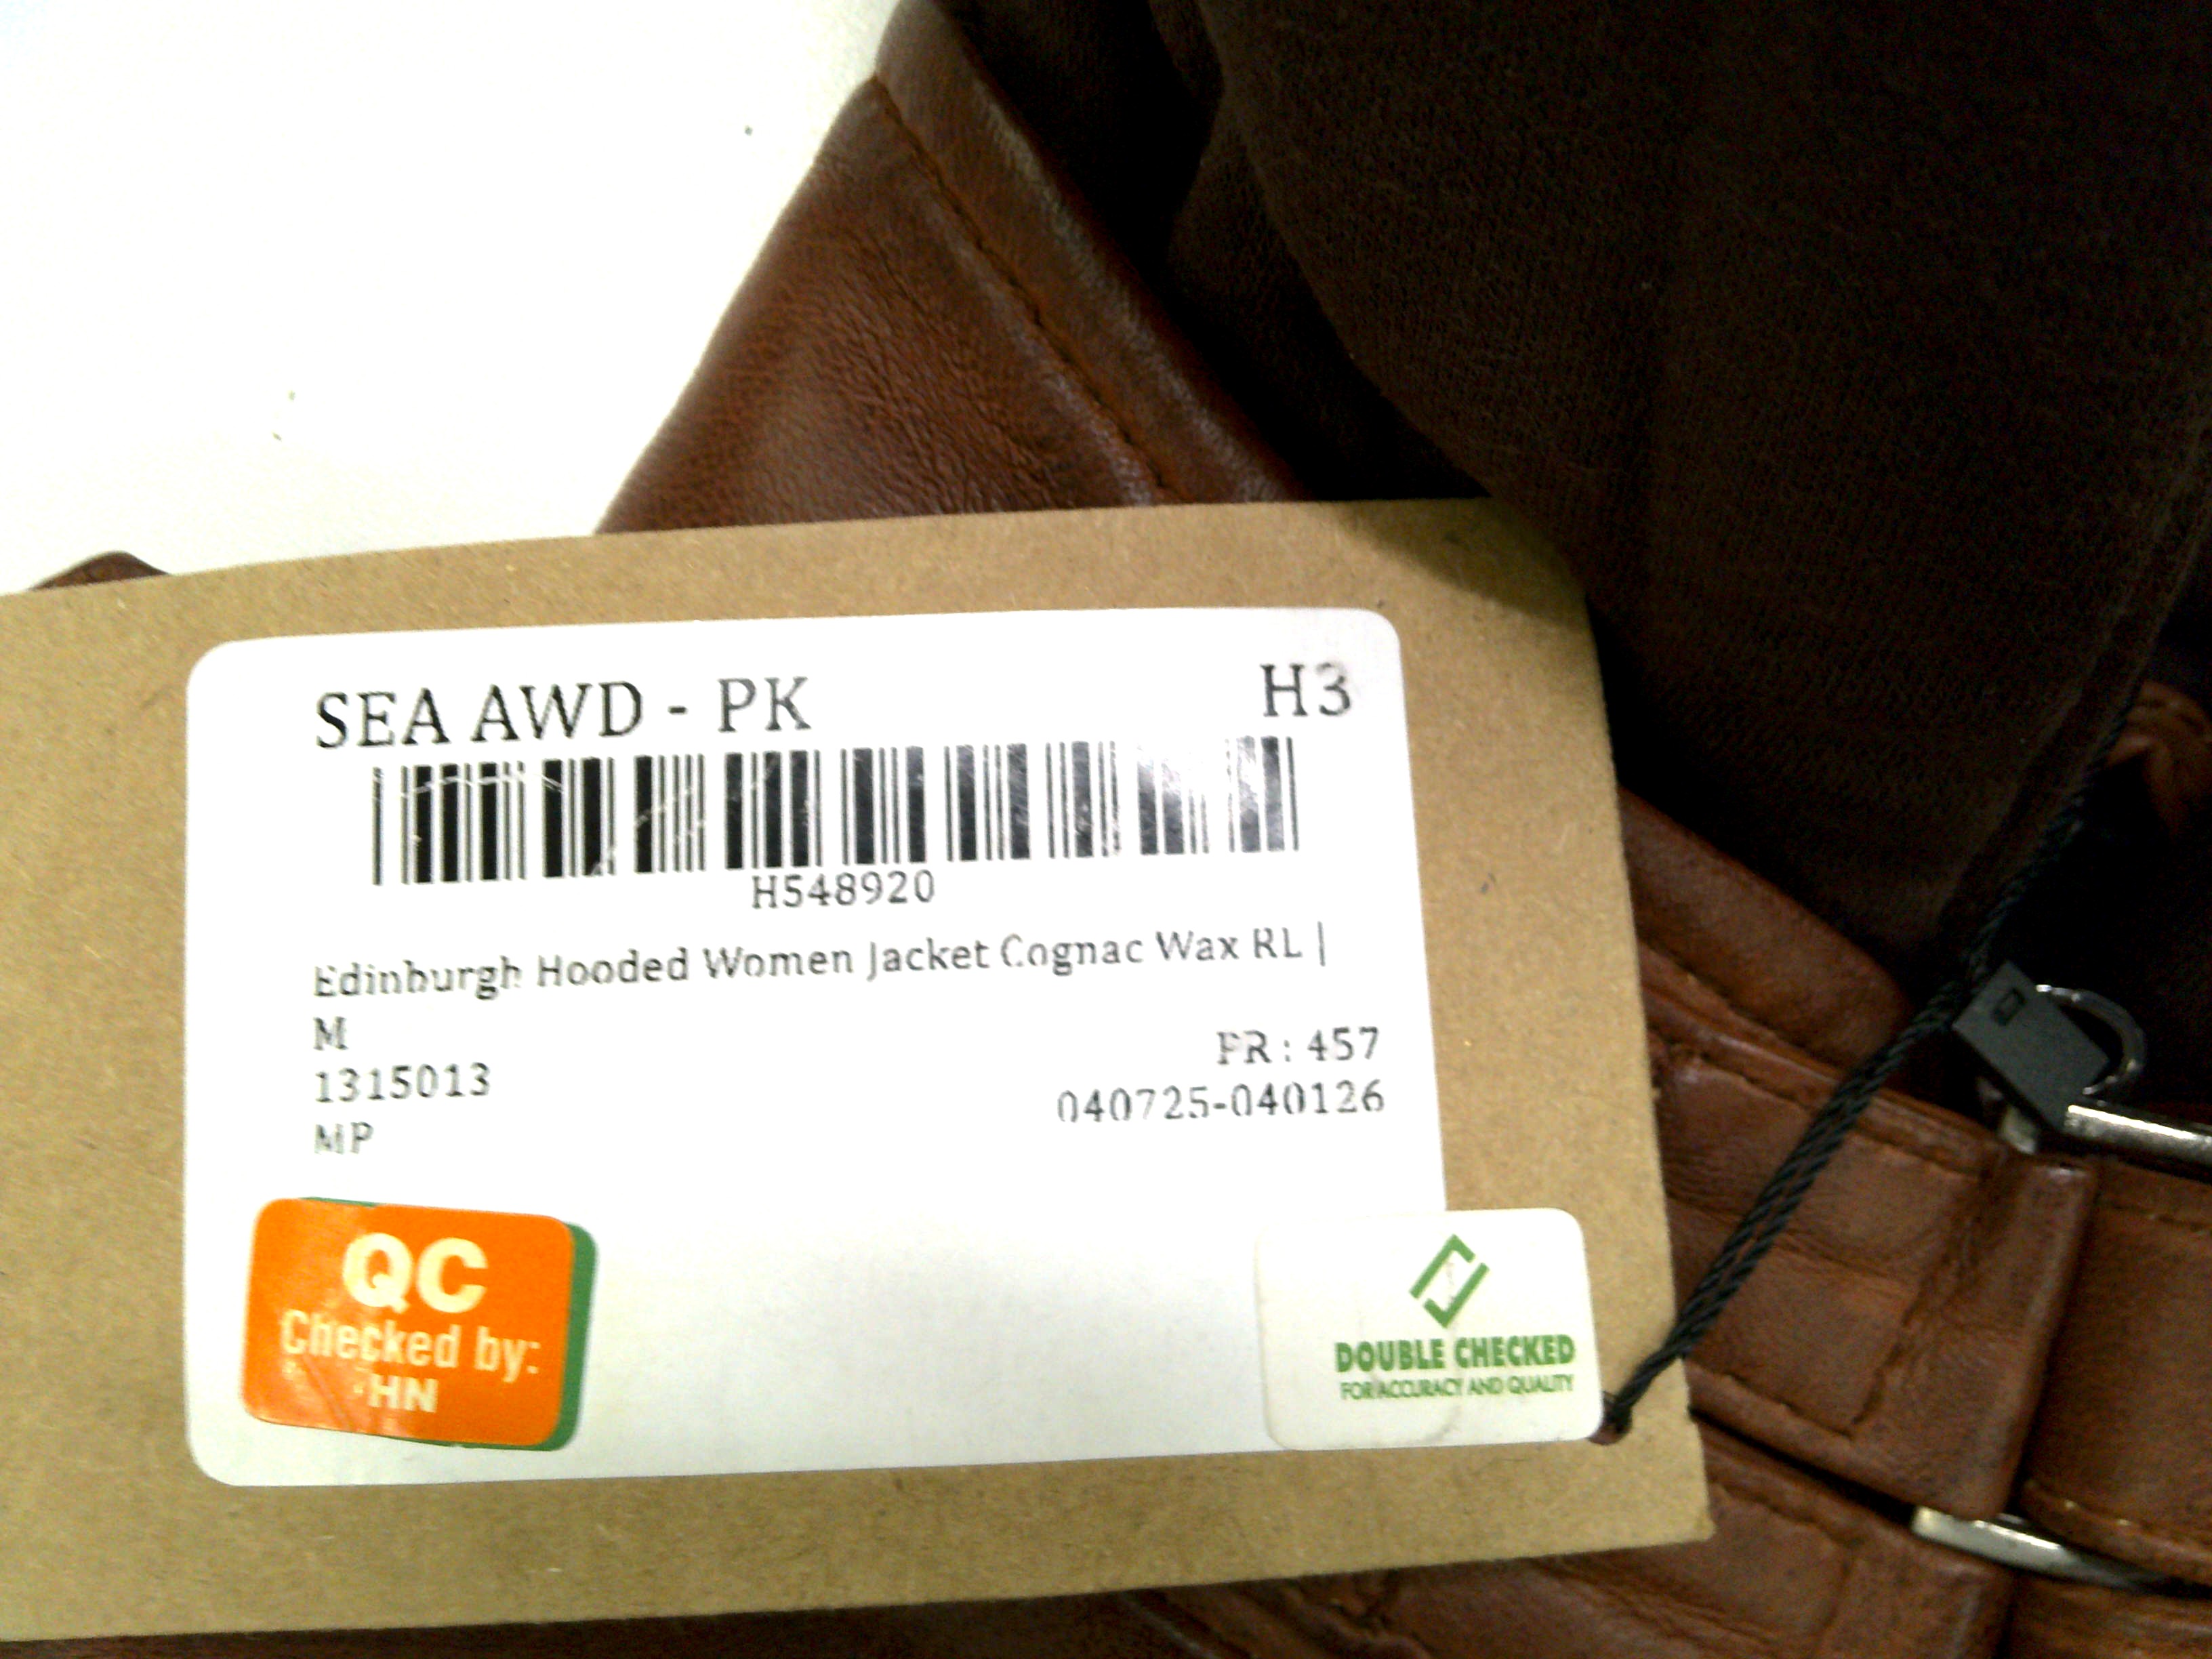 SEA AWD - PK H3
H548920
Edinburgh Hooded Women Jacket Cognac Wax RL |
M
PR : 457
1315013
040725-040126
MP
QC
Checked by:
HN
DOUBLE CHECKED
FOR ACCURACY AND QUALITY